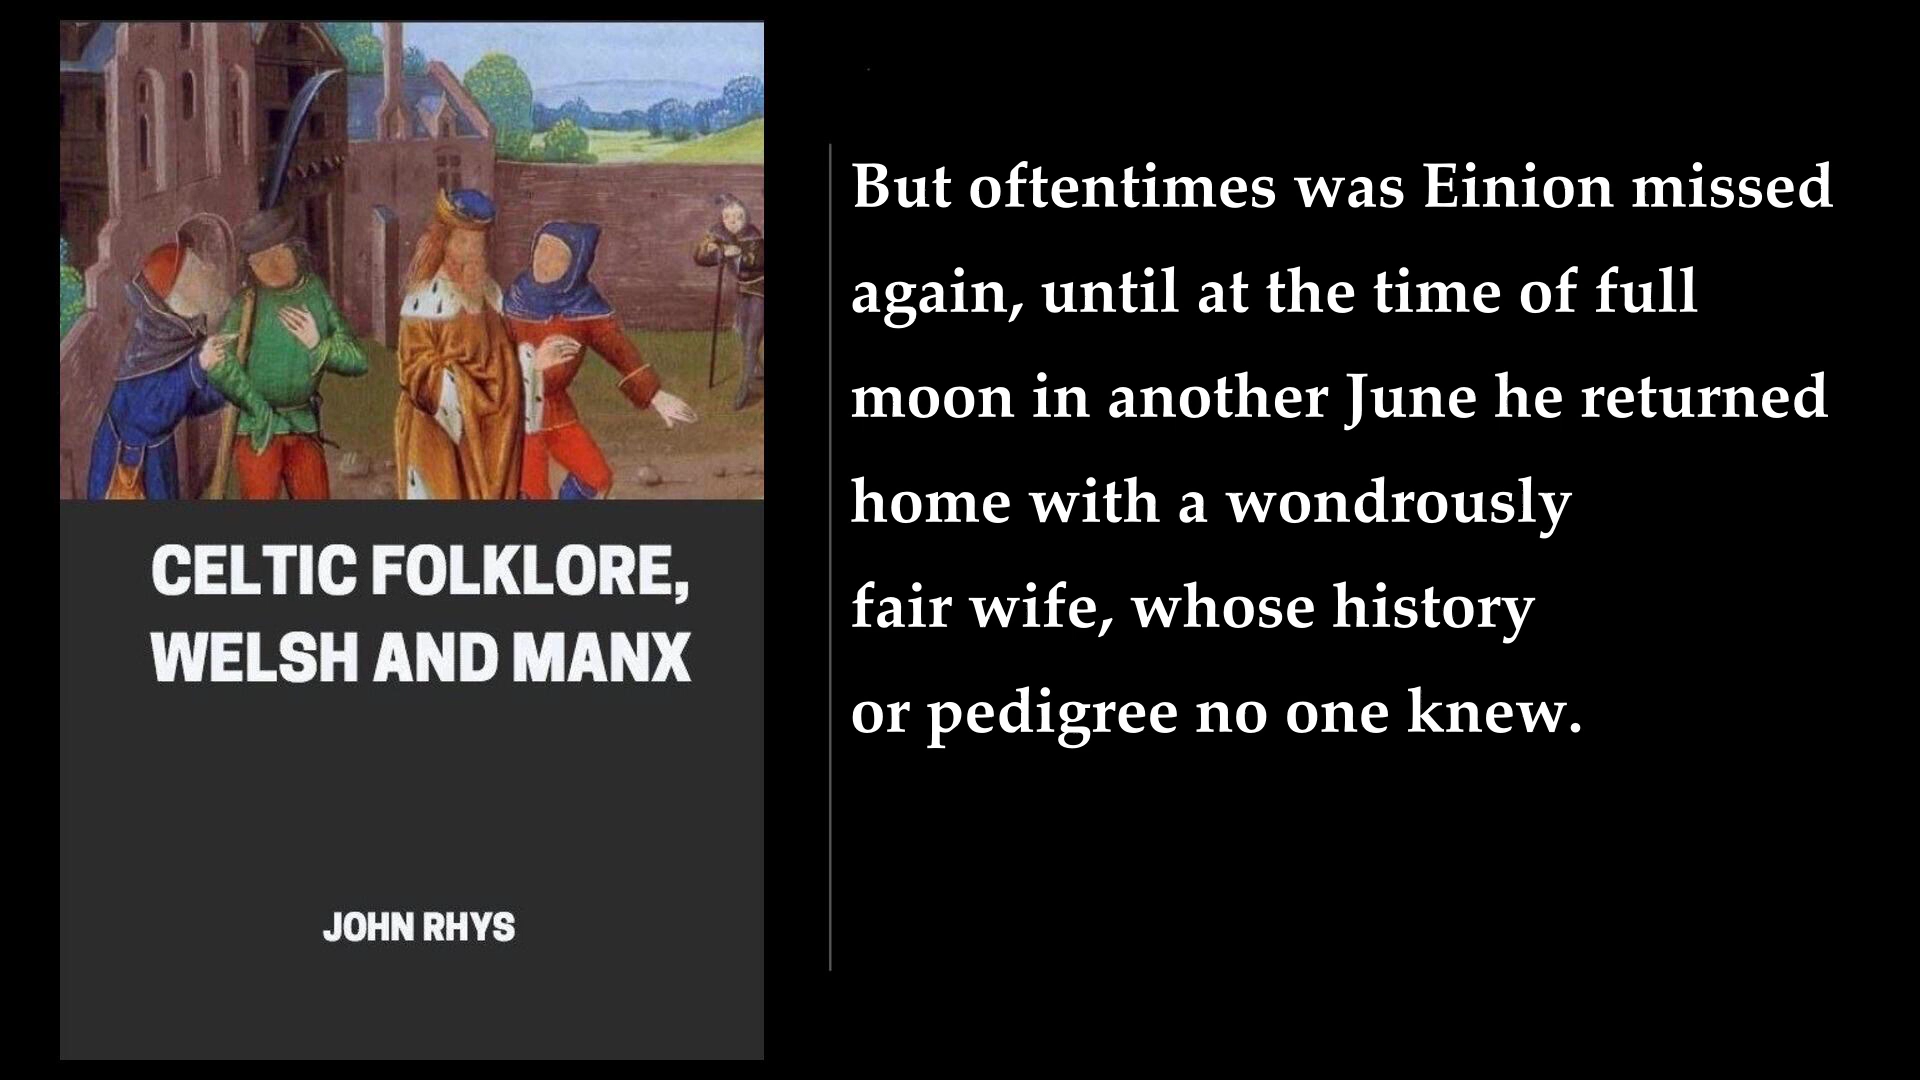 CELTIC FOLKLORE,
WELSH AND MANX
JOHN RHYS
But oftentimes was Einion missed
again, until at the time of full
moon in another June he returned
home with a wondrously
fair wife, whose history
or pedigree no one knew.